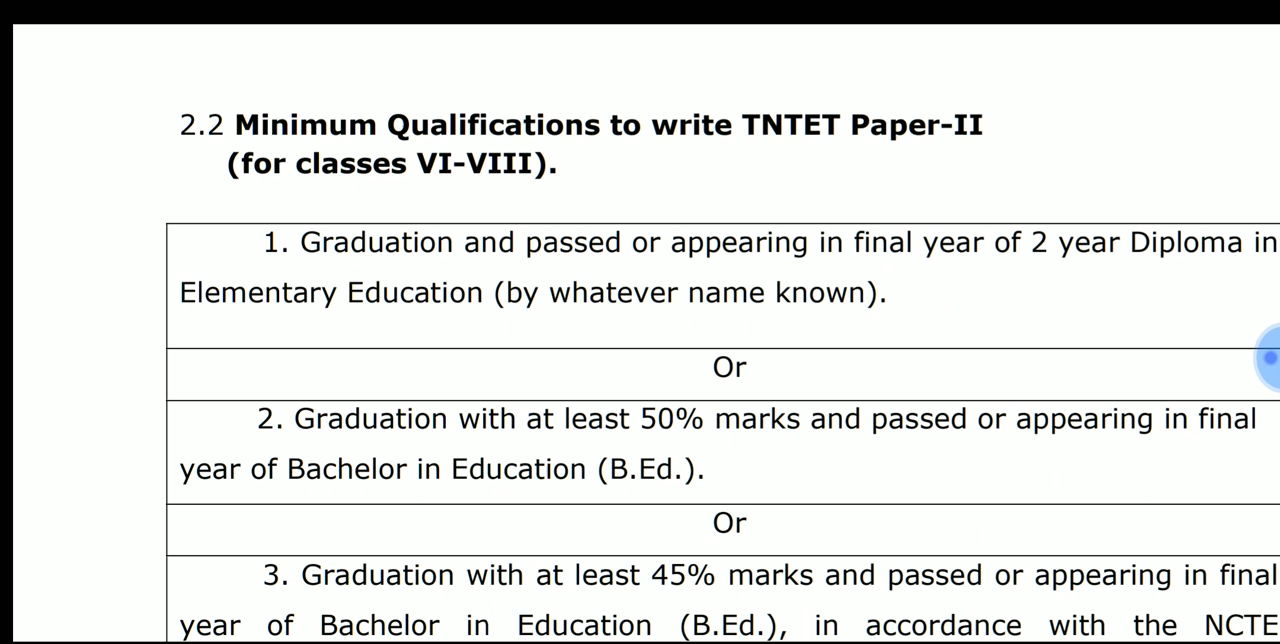 2.2 Minimum Qualifications to write TNTET Paper-II
(for classes VI-VIII).
1. Graduation and passed or appearing in final year of 2 year Diploma in
Elementary Education (by whatever name known).
Or
2. Graduation with at least 50% marks and passed or appearing in final
year of Bachelor in Education (B.Ed.).
Or
3. Graduation with at least 45% marks and passed or appearing in final
year of Bachelor in Education (B.Ed.), in accordance with the NCTE